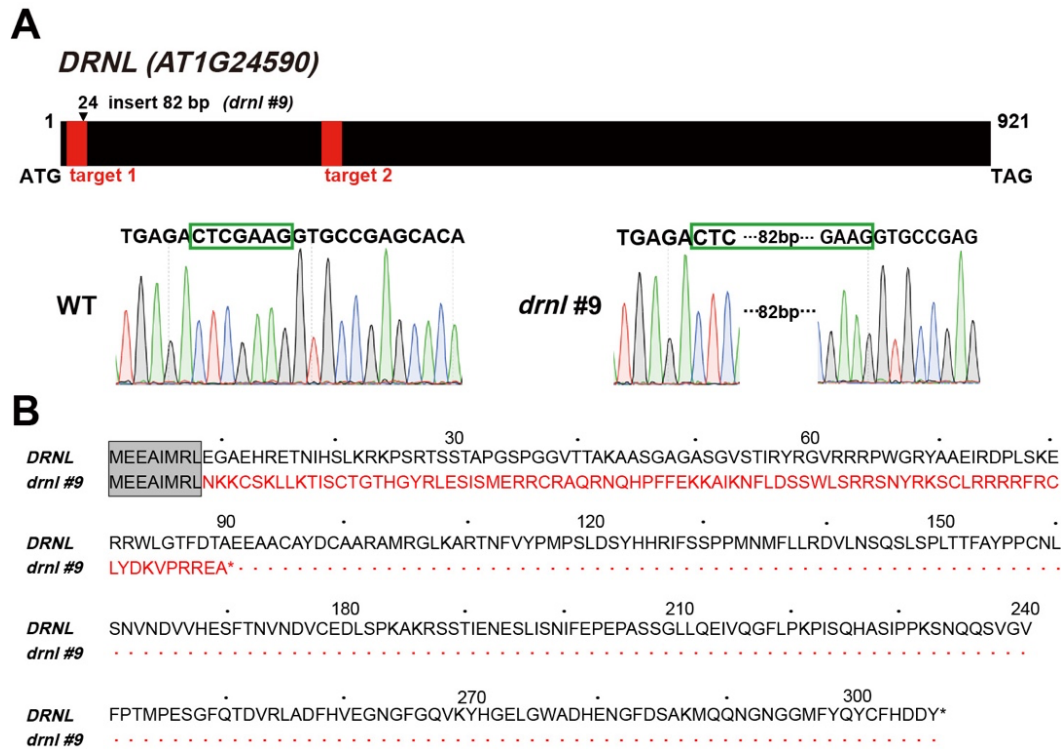 A
DRNL (AT1G24590)
24 insert 82 bp (drnl #9)
1 921
ATG target 1 target 2 TAG
TGAGACTCGAAGGTGCCGAGCACA TGAGACTC ···82bp··· GAAGGTGCCGAG
WT drnl #9 ···82bp···
B
30 60
DRNL MEEAIMRLEGAEHRETNIHSLKRKPSRTSSTAPGSPGGVTTAKAASGAGASGVSTIRYRGVRRRPWGRYAAEIRDPLSKE
drnl #9 MEEAIMRLNKKCSKLLKTISCTGTHGYRLESISMERRCRAQRNQHPFFEKKAIKNFLDSSWLSRRSNYRKSCLRRRRFRC
90 120 150
DRNL RRWLGTFDTAEEAACAYDCAARAMRGLKARTNFVYPMPSLDSYHHRIFSSPPMNMFLLRDVLNSQSLSPLTTFAYPPCNL
drnl #9 LYDKVPRREA*
180 210 240
DRNL SNVNDVVHESFTNVNDVCEDLSPKAKRSSTIENESLISNIFEPEPASSGLLQEIVQGFLPKPISQHASIPPKSNQQSVGV
drnl #9
270 300
DRNL FPTMPESGFQTDVRLADFHVEGNGFGQVKYHGELGWADHENGFDSAKMQQNGNGGMFYQYCFHDDY*
drnl #9